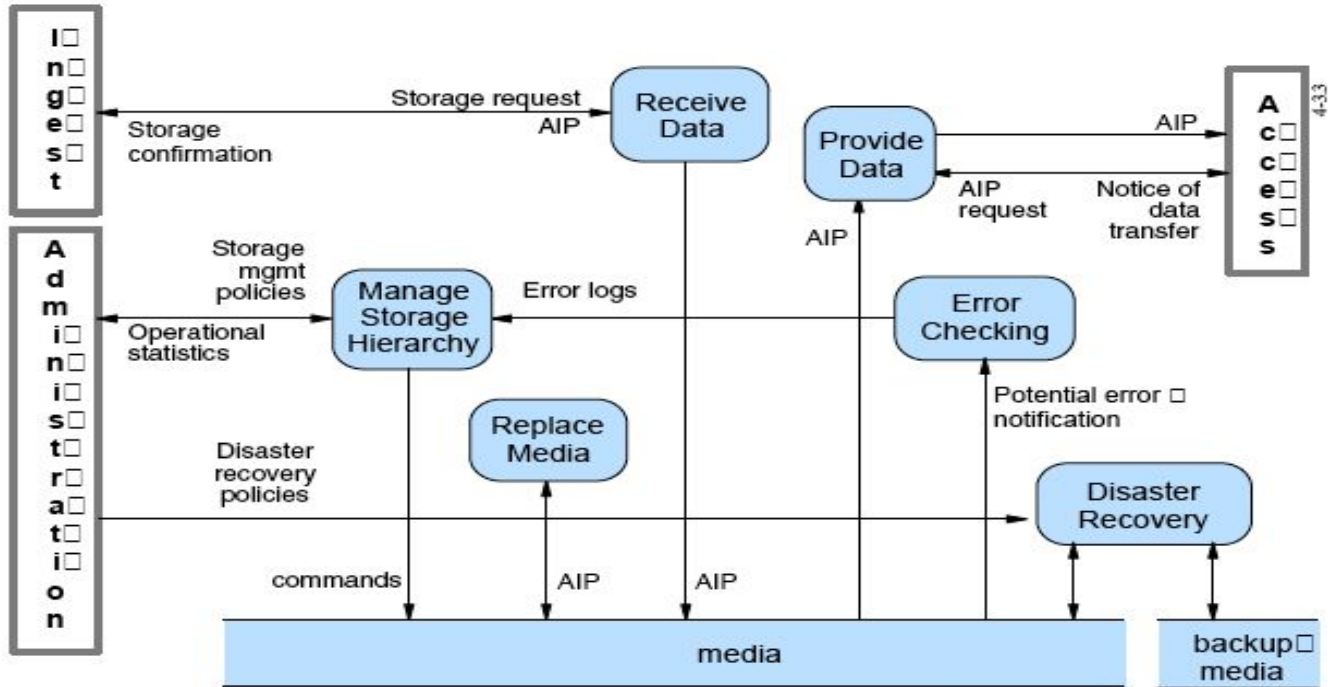 Ingest
Storage request
AIP
Storage
confirmation
Receive
Data
Provide
Data
AIP
AIP
request
Notice of
data
transfer
Access
4-33
Administration
Storage
mgmt
policies
Operational
statistics
Manage
Storage
Hierarchy
Error logs
AIP
Error
Checking
Potential error □
notification
Replace
Media
Disaster
recovery
policies
Disaster
Recovery
commands
AIP
AIP
media
backup□
media